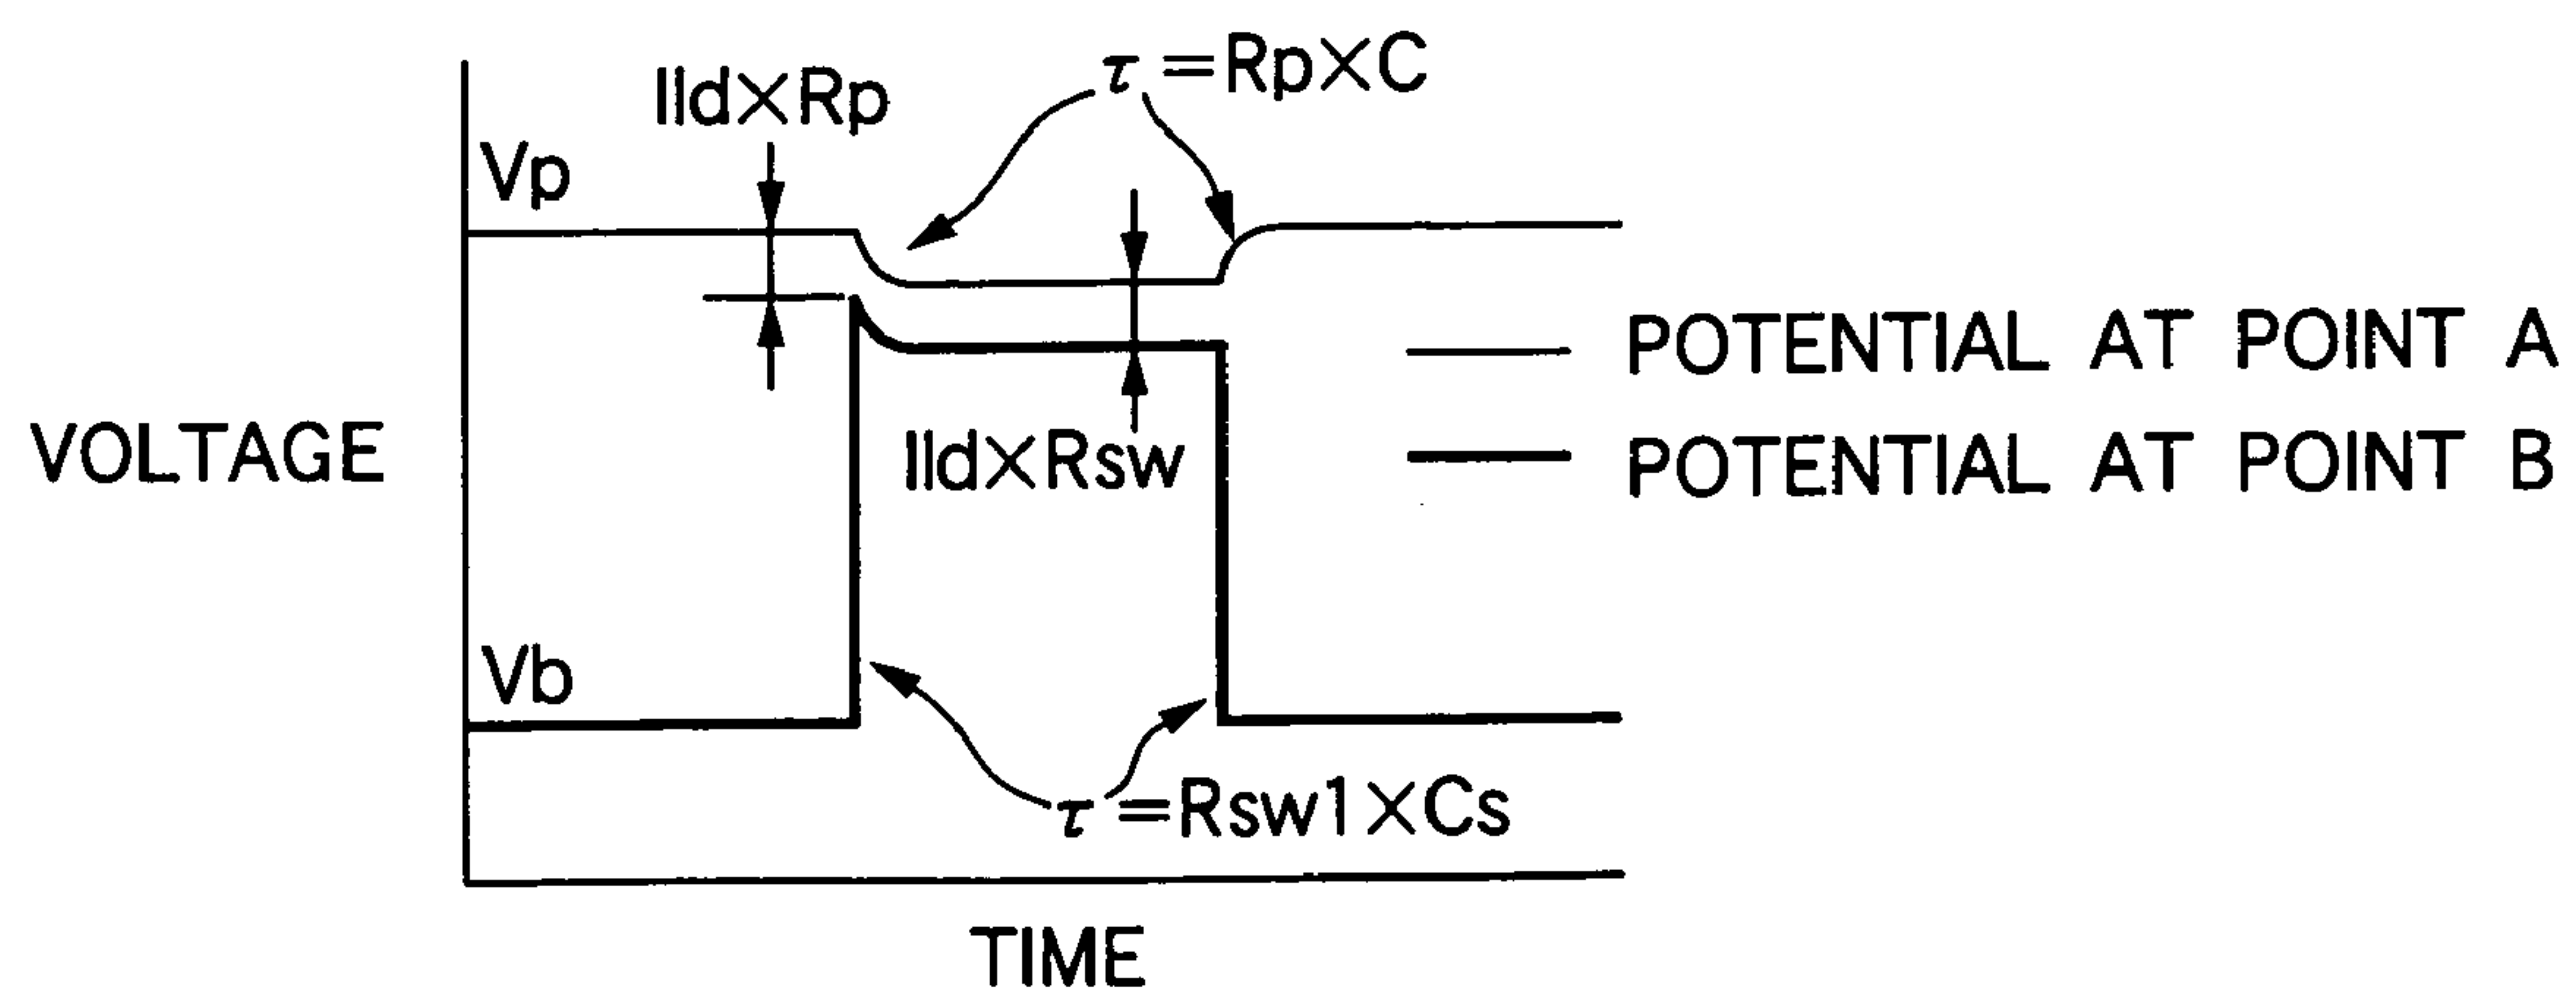 τ=Rp×C
Ild×Rp
Vp
POTENTIAL AT POINT A
VOLTAGE
Ild×Rsw
POTENTIAL AT POINT B
Vb
τ=Rsw1×Cs
TIME